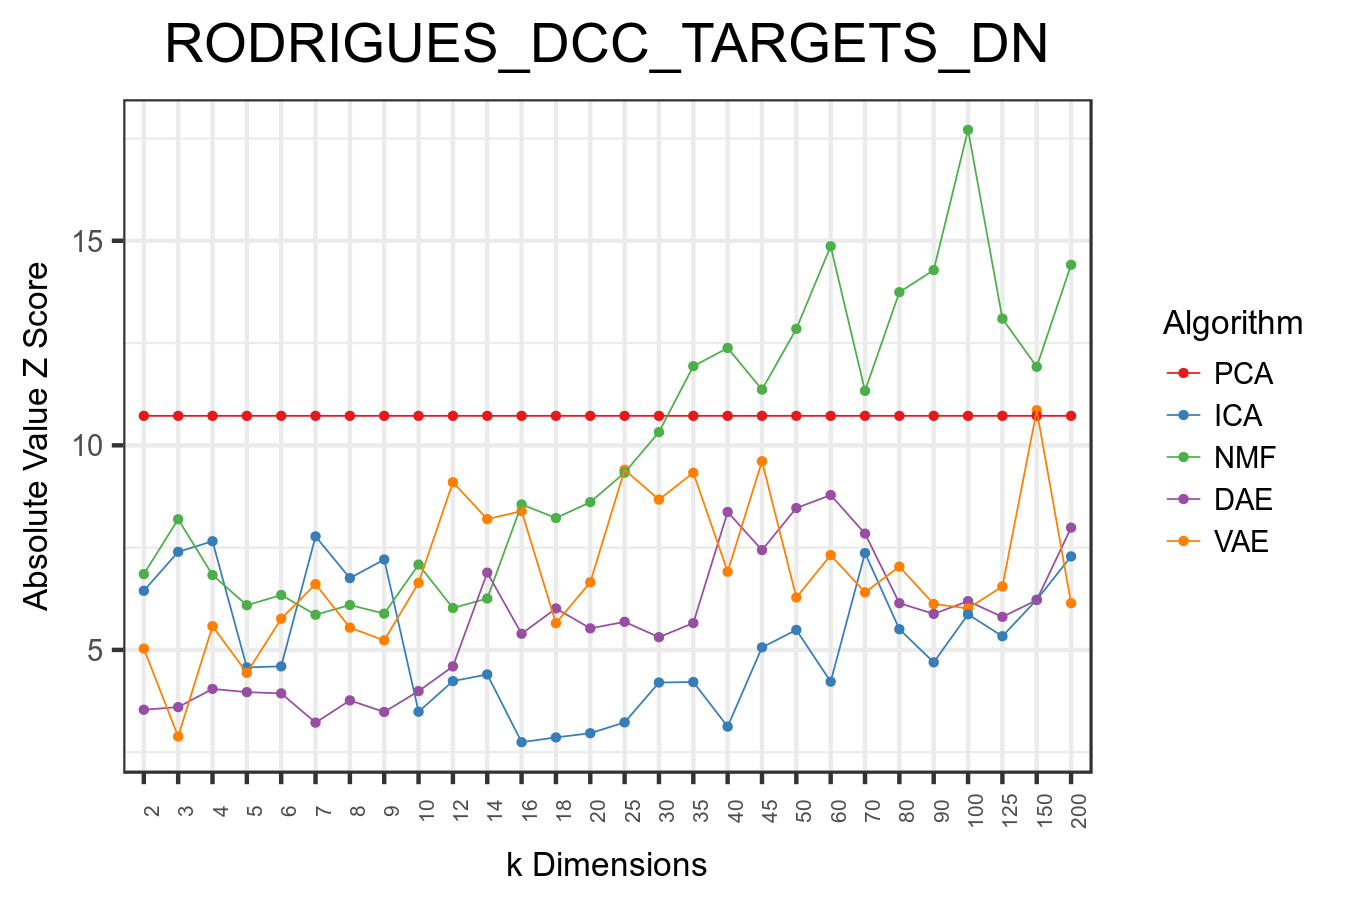 RODRIGUES_DCC_TARGETS_DN
Absolute Value Z Score
15
10
5
2 3 4 5 6 7 8 9 10 12 14 16 18 20 25 30 35 40 45 50 60 70 80 90 100 125 150 200
k Dimensions
Algorithm
PCA
ICA
NMF
DAE
VAE